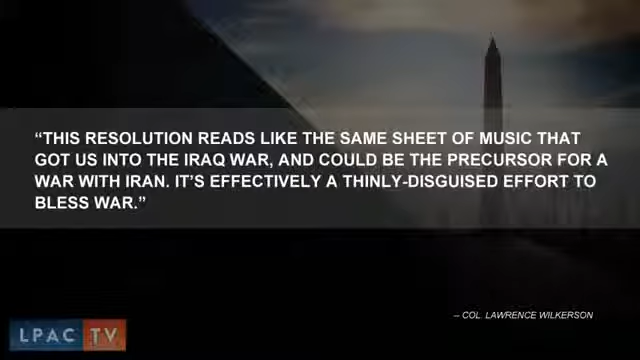 “THIS RESOLUTION READS LIKE THE SAME SHEET OF MUSIC THAT
GOT US INTO THE IRAQ WAR, AND COULD BE THE PRECURSOR FOR A
WAR WITH IRAN. IT’S EFFECTIVELY A THINLY-DISGUISED EFFORT TO
BLESS WAR.”
– COL. LAWRENCE WILKERSON
LPAC TV